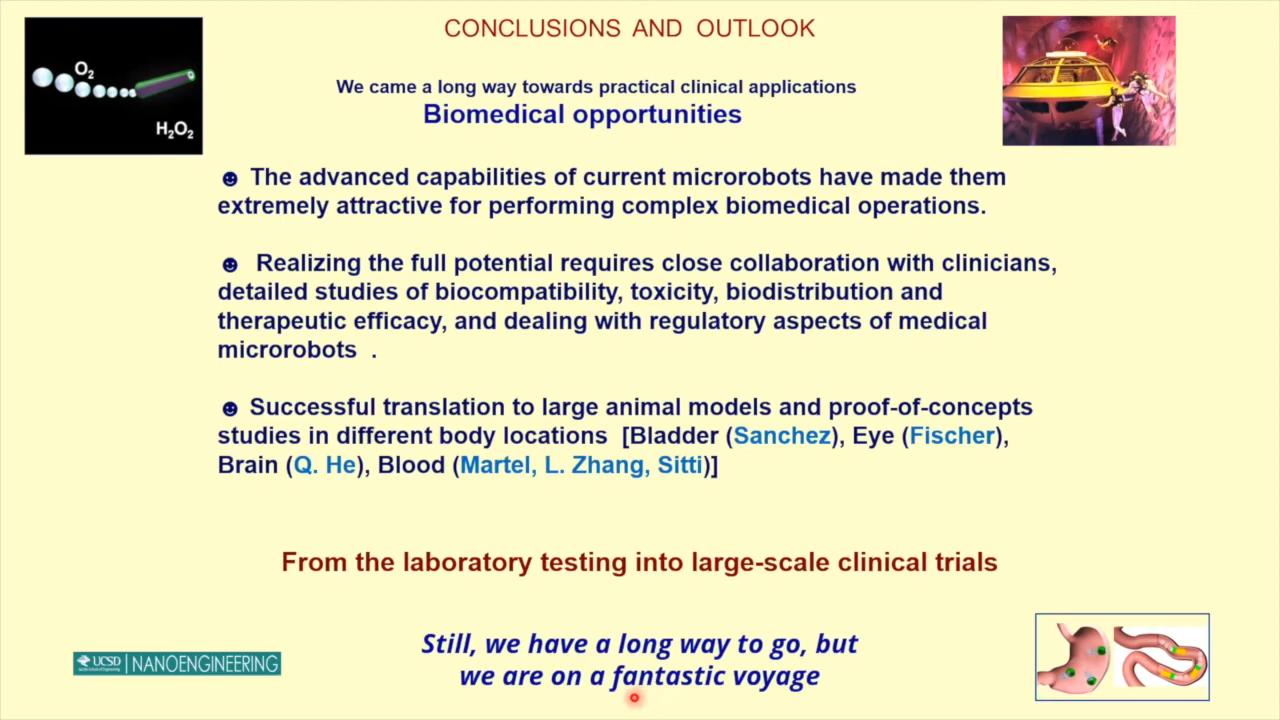 CONCLUSIONS AND OUTLOOK
O2
H2O2
We came a long way towards practical clinical applications
Biomedical opportunities
☻ The advanced capabilities of current microrobots have made them
extremely attractive for performing complex biomedical operations.
☻ Realizing the full potential requires close collaboration with clinicians,
detailed studies of biocompatibility, toxicity, biodistribution and
therapeutic efficacy, and dealing with regulatory aspects of medical
microrobots .
☻ Successful translation to large animal models and proof-of-concepts
studies in different body locations [Bladder (Sanchez), Eye (Fischer),
Brain (Q. He), Blood (Martel, L. Zhang, Sitti)]
From the laboratory testing into large-scale clinical trials
Still, we have a long way to go, but
we are on a fantastic voyage
UCSD NANOENGINEERING